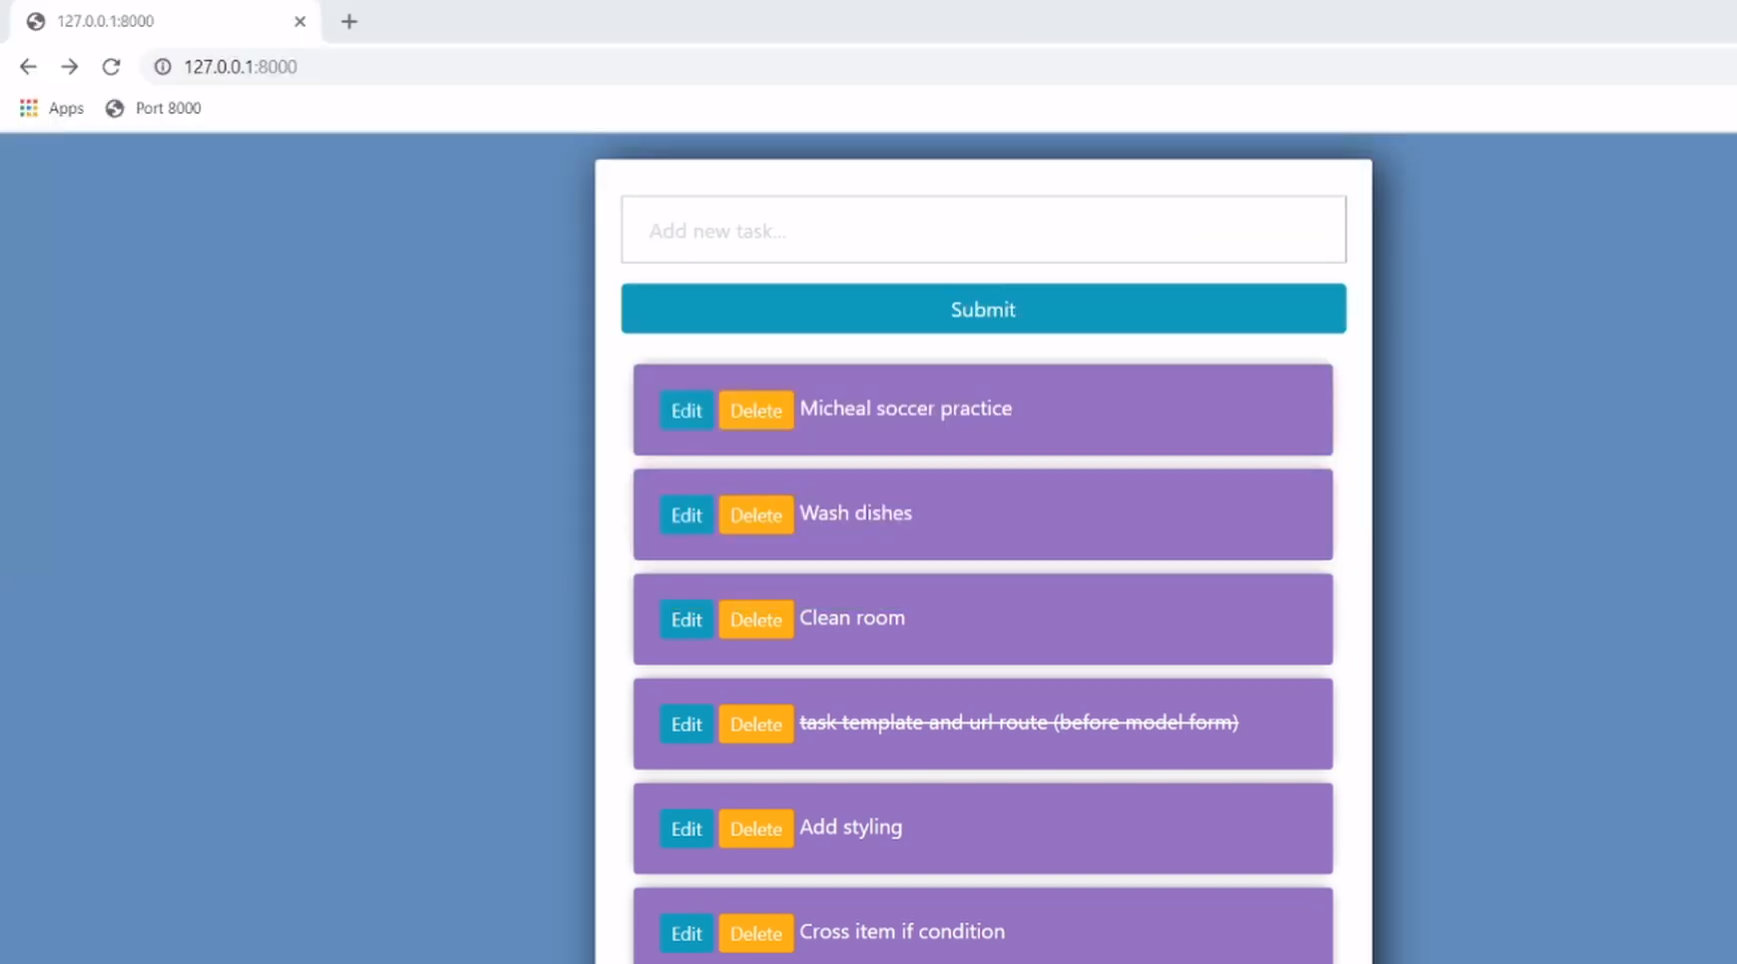 127.0.0.1:8000
127.0.0.1:8000
Apps Port 8000
Add new task...
Submit
Edit Delete Micheal soccer practice
Edit Delete Wash dishes
Edit Delete Clean room
Edit Delete task template and url route (before model form)
Edit Delete Add styling
Edit Delete Cross item if condition